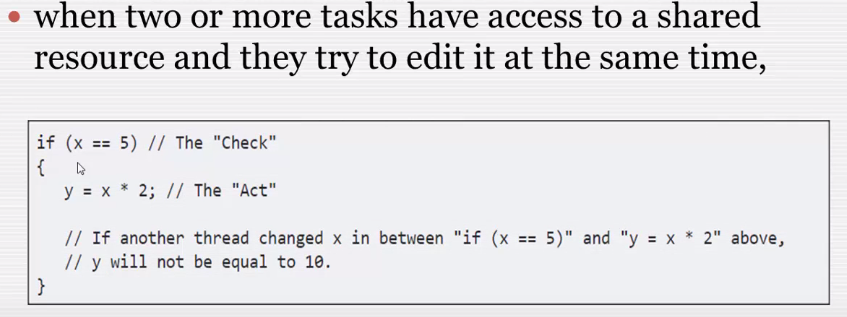 • when two or more tasks have access to a shared
resource and they try to edit it at the same time,
if (x == 5) // The "Check"
{
y = x * 2; // The "Act"
// If another thread changed x in between "if (x == 5)" and "y = x * 2" above,
// y will not be equal to 10.
}